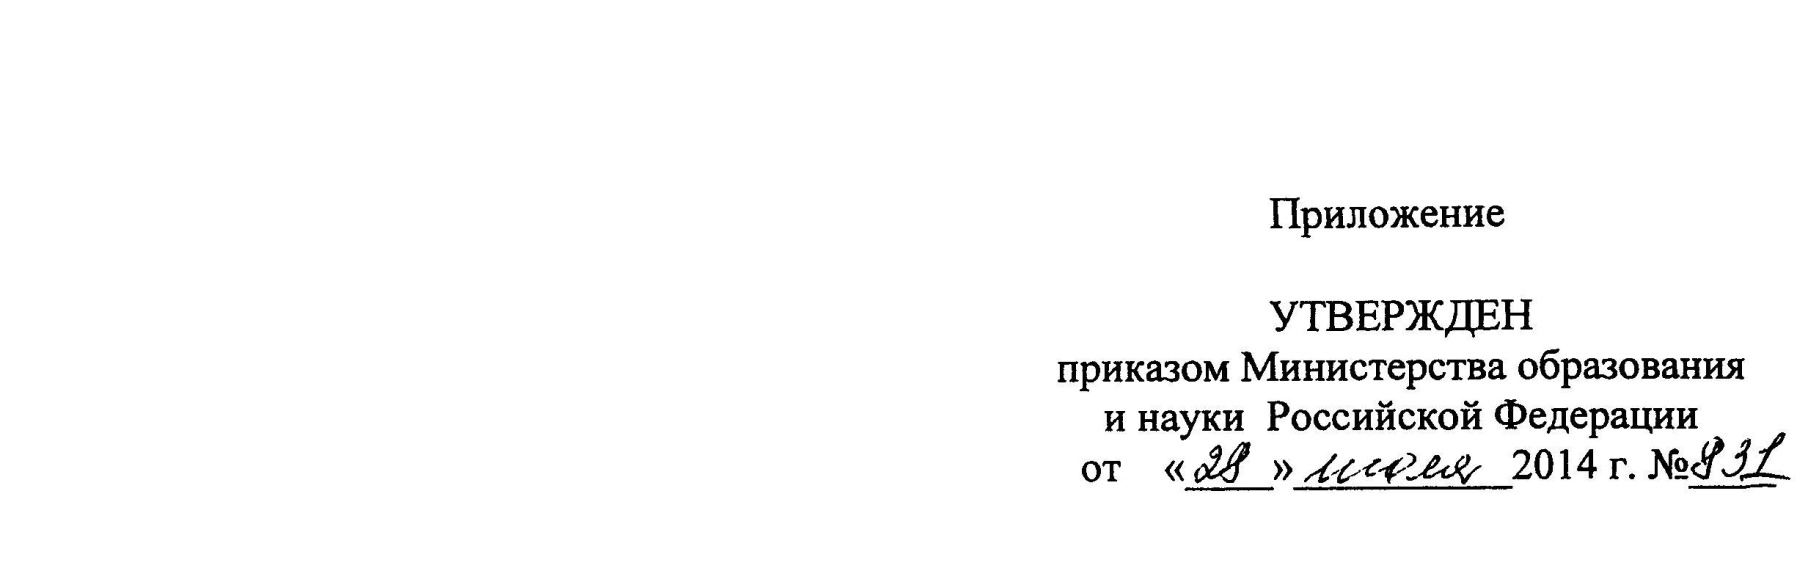 Приложение
УТВЕРЖДЕН
приказом Министерства образования
и науки Российской Федерации
от «28» июля 2014 г. №831